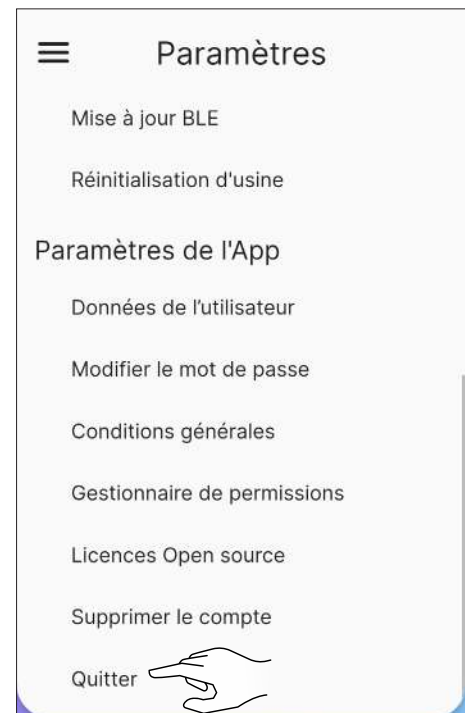 Paramètres
Mise à jour BLE
Réinitialisation d'usine
Paramètres de l'App
Données de l’utilisateur
Modifier le mot de passe
Conditions générales
Gestionnaire de permissions
Licences Open source
Supprimer le compte
Quitter